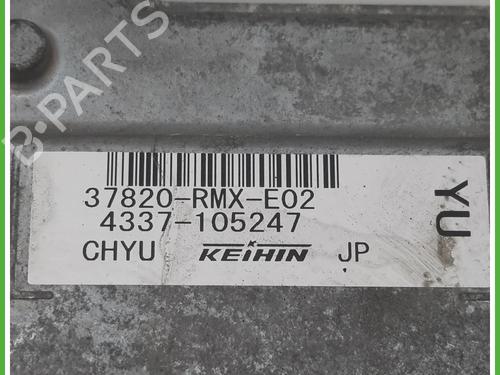 B-PARTS
37820-RMX-E02
4337-105247
CHYU KEIHIN JP
YU